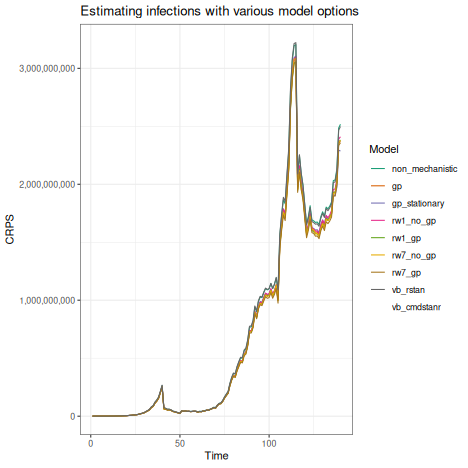 Estimating infections with various model options
3,000,000,000
2,000,000,000
1,000,000,000
0
CRPS
0 50 100
Time
Model
non_mechanistic
gp
gp_stationary
rw1_no_gp
rw1_gp
rw7_no_gp
rw7_gp
vb_rstan
vb_cmdstanr